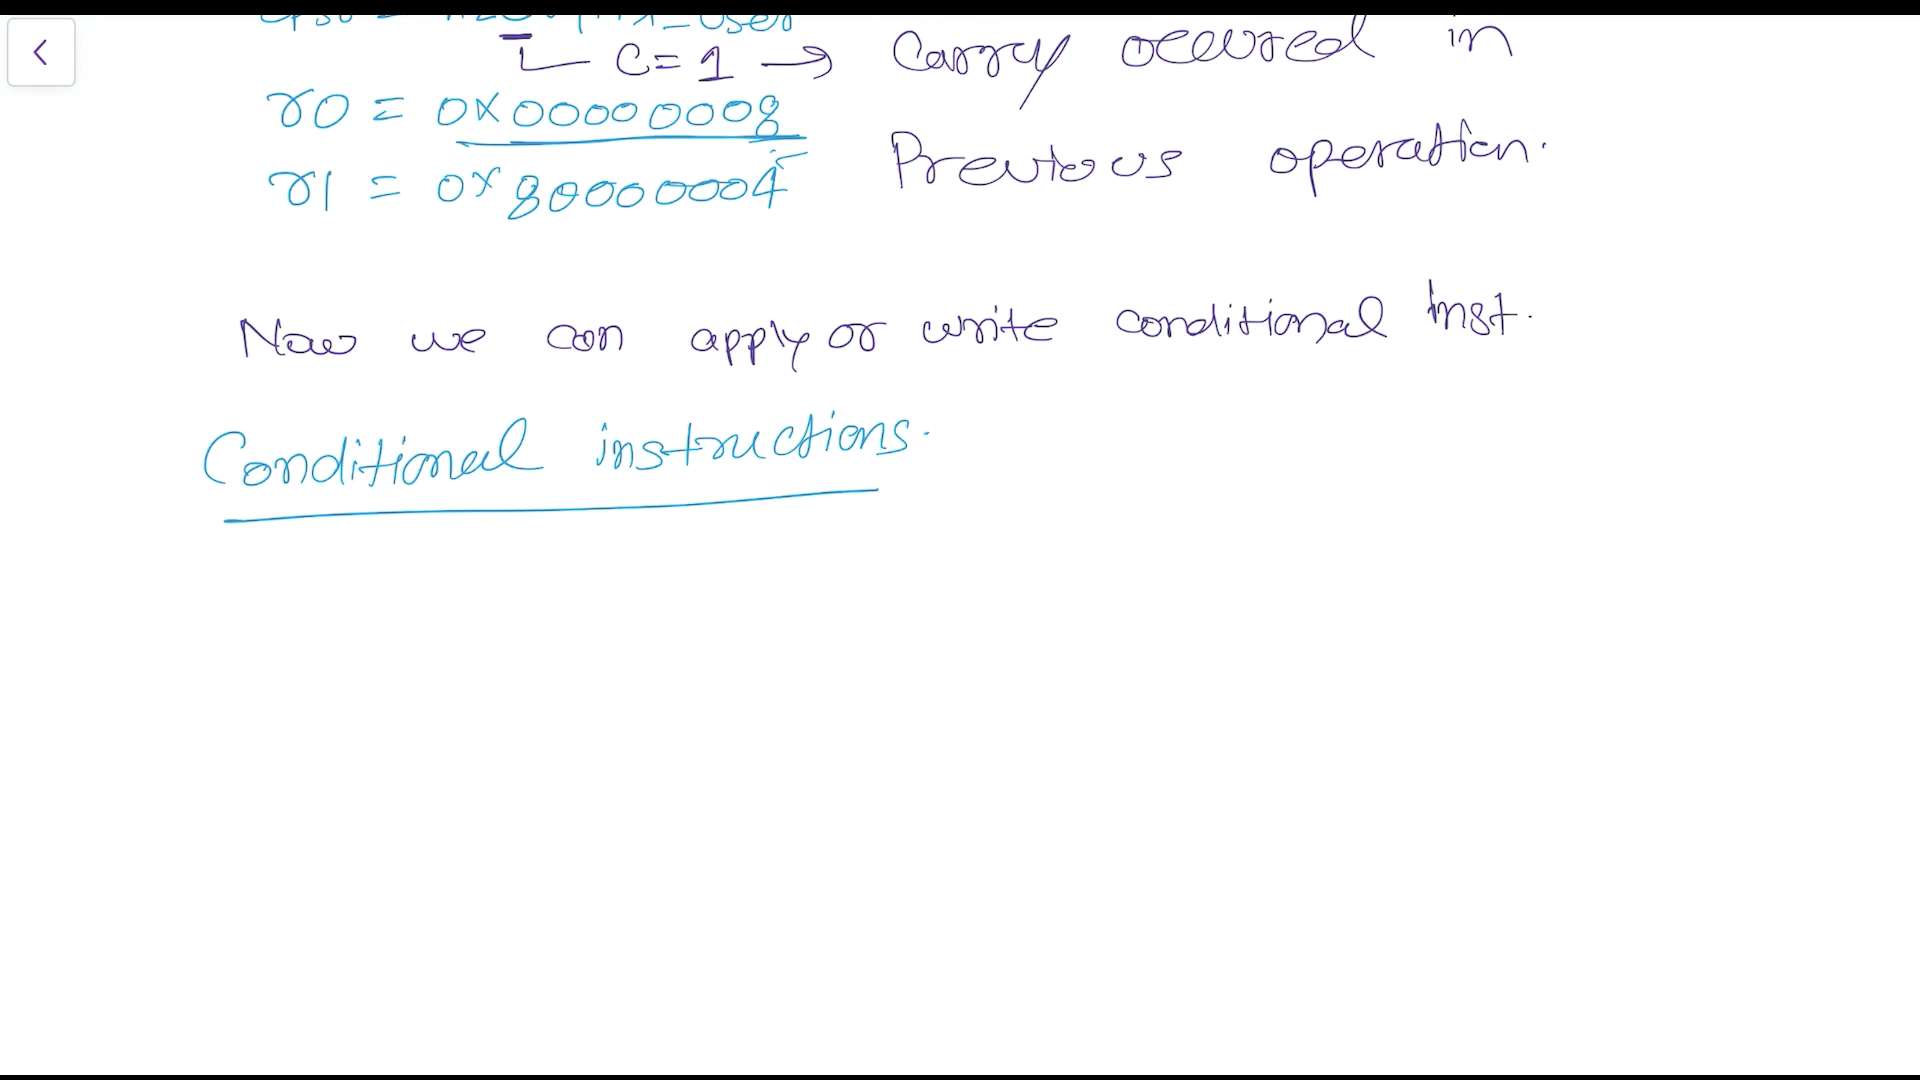 C = 1 → Carry occured in
r0 = 0x00000008
Previous operation.
r1 = 0x80000004
Now we can apply or write conditional inst.
Conditional instructions.